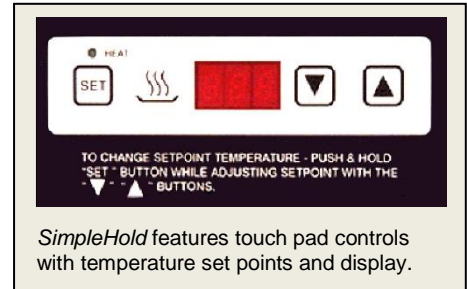 HEAT
SET
TO CHANGE SETPOINT TEMPERATURE - PUSH & HOLD
"SET" BUTTON WHILE ADJUSTING SETPOINT WITH THE
"▼" "▲" BUTTONS.
SimpleHold features touch pad controls
with temperature set points and display.